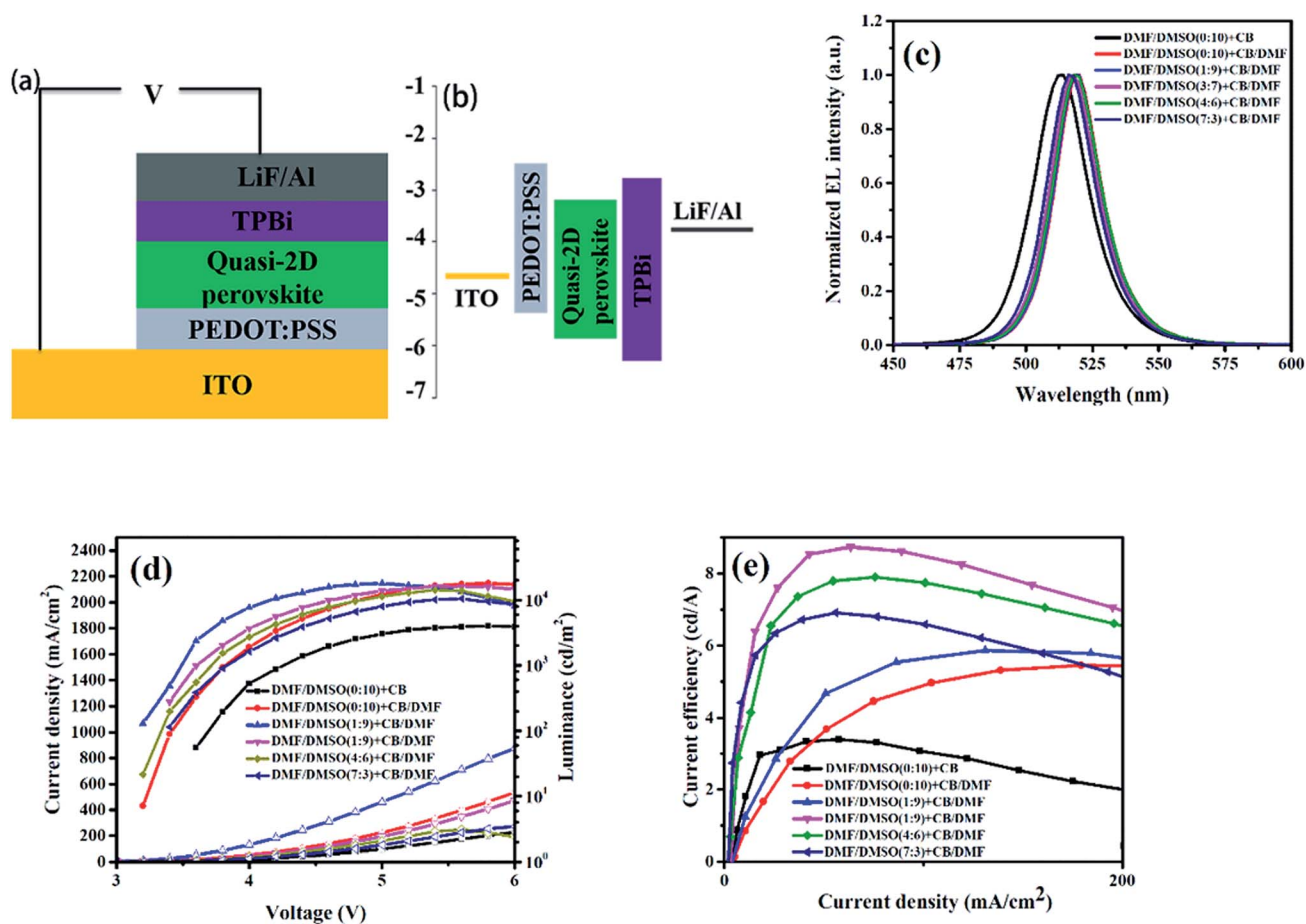 (a)
V
LiF/Al
TPBi
Quasi-2D
perovskite
PEDOT:PSS
ITO
(b)
-1
-2
-3
-4
-5
-6
-7
ITO
PEDOT:PSS
Quasi-2D
perovskite
TPBi
LiF/Al
(c)
DMF/DMSO(0:10)+CB
DMF/DMSO(0:10)+CB/DMF
DMF/DMSO(1:9)+CB/DMF
DMF/DMSO(3:7)+CB/DMF
DMF/DMSO(4:6)+CB/DMF
DMF/DMSO(7:3)+CB/DMF
Normalized EL intensity (a.u.)
1.0
0.8
0.6
0.4
0.2
0.0
450 475 500 525 550 575 600
Wavelength (nm)
(d)
Current density (mA/cm²)
2400
2200
2000
1800
1600
1400
1200
1000
800
600
400
200
0
DMF/DMSO(0:10)+CB
DMF/DMSO(0:10)+CB/DMF
DMF/DMSO(1:9)+CB/DMF
DMF/DMSO(1:9)+CB/DMF
DMF/DMSO(4:6)+CB/DMF
DMF/DMSO(7:3)+CB/DMF
10⁴
10³
10²
10¹
10⁰
Luminance (cd/m²)
3 4 5 6
Voltage (V)
(e)
Current efficiency (cd/A)
8
6
4
2
0
DMF/DMSO(0:10)+CB
DMF/DMSO(0:10)+CB/DMF
DMF/DMSO(1:9)+CB/DMF
DMF/DMSO(1:9)+CB/DMF
DMF/DMSO(4:6)+CB/DMF
DMF/DMSO(7:3)+CB/DMF
0 200
Current density (mA/cm²)